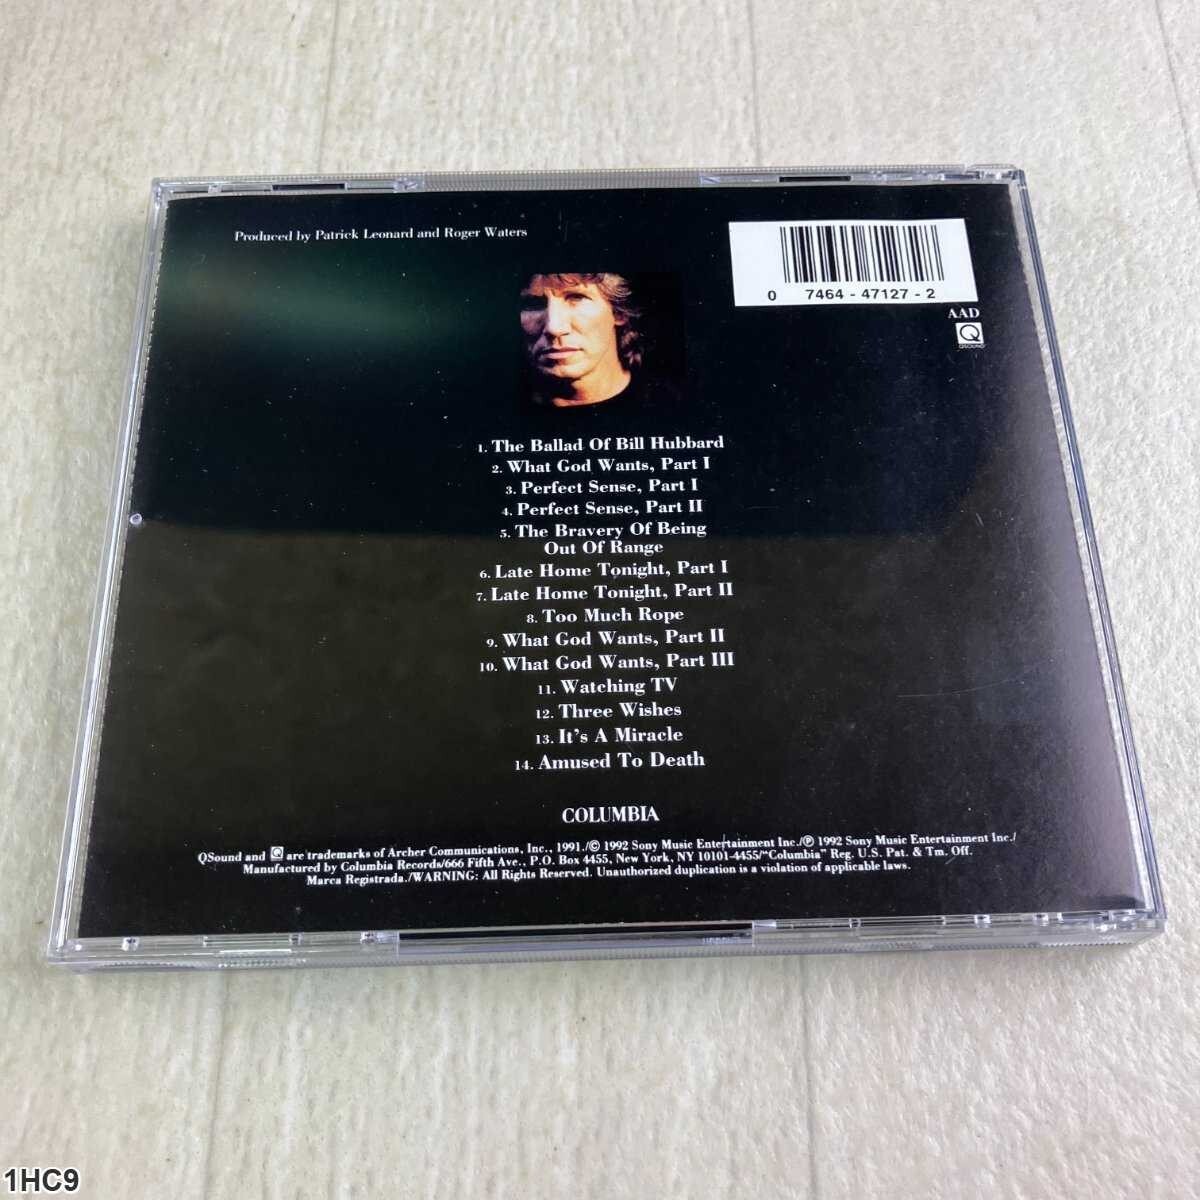 Produced by Patrick Leonard and Roger Waters
0 7464 - 47127 - 2
AAD
Q
QSOUND
1. The Ballad Of Bill Hubbard
2. What God Wants, Part I
3. Perfect Sense, Part I
4. Perfect Sense, Part II
5. The Bravery Of Being
Out Of Range
6. Late Home Tonight, Part I
7. Late Home Tonight, Part II
8. Too Much Rope
9. What God Wants, Part II
10. What God Wants, Part III
11. Watching TV
12. Three Wishes
13. It's A Miracle
14. Amused To Death
COLUMBIA
QSound and Q are trademarks of Archer Communications, Inc., 1991./© 1992 Sony Music Entertainment Inc./℗ 1992 Sony Music Entertainment Inc./
Manufactured by Columbia Records/666 Fifth Ave., P.O. Box 4455, New York, NY 10101-4455/"Columbia" Reg. U.S. Pat. & Tm. Off.
Marca Registrada./WARNING: All Rights Reserved. Unauthorized duplication is a violation of applicable laws.
1HC9